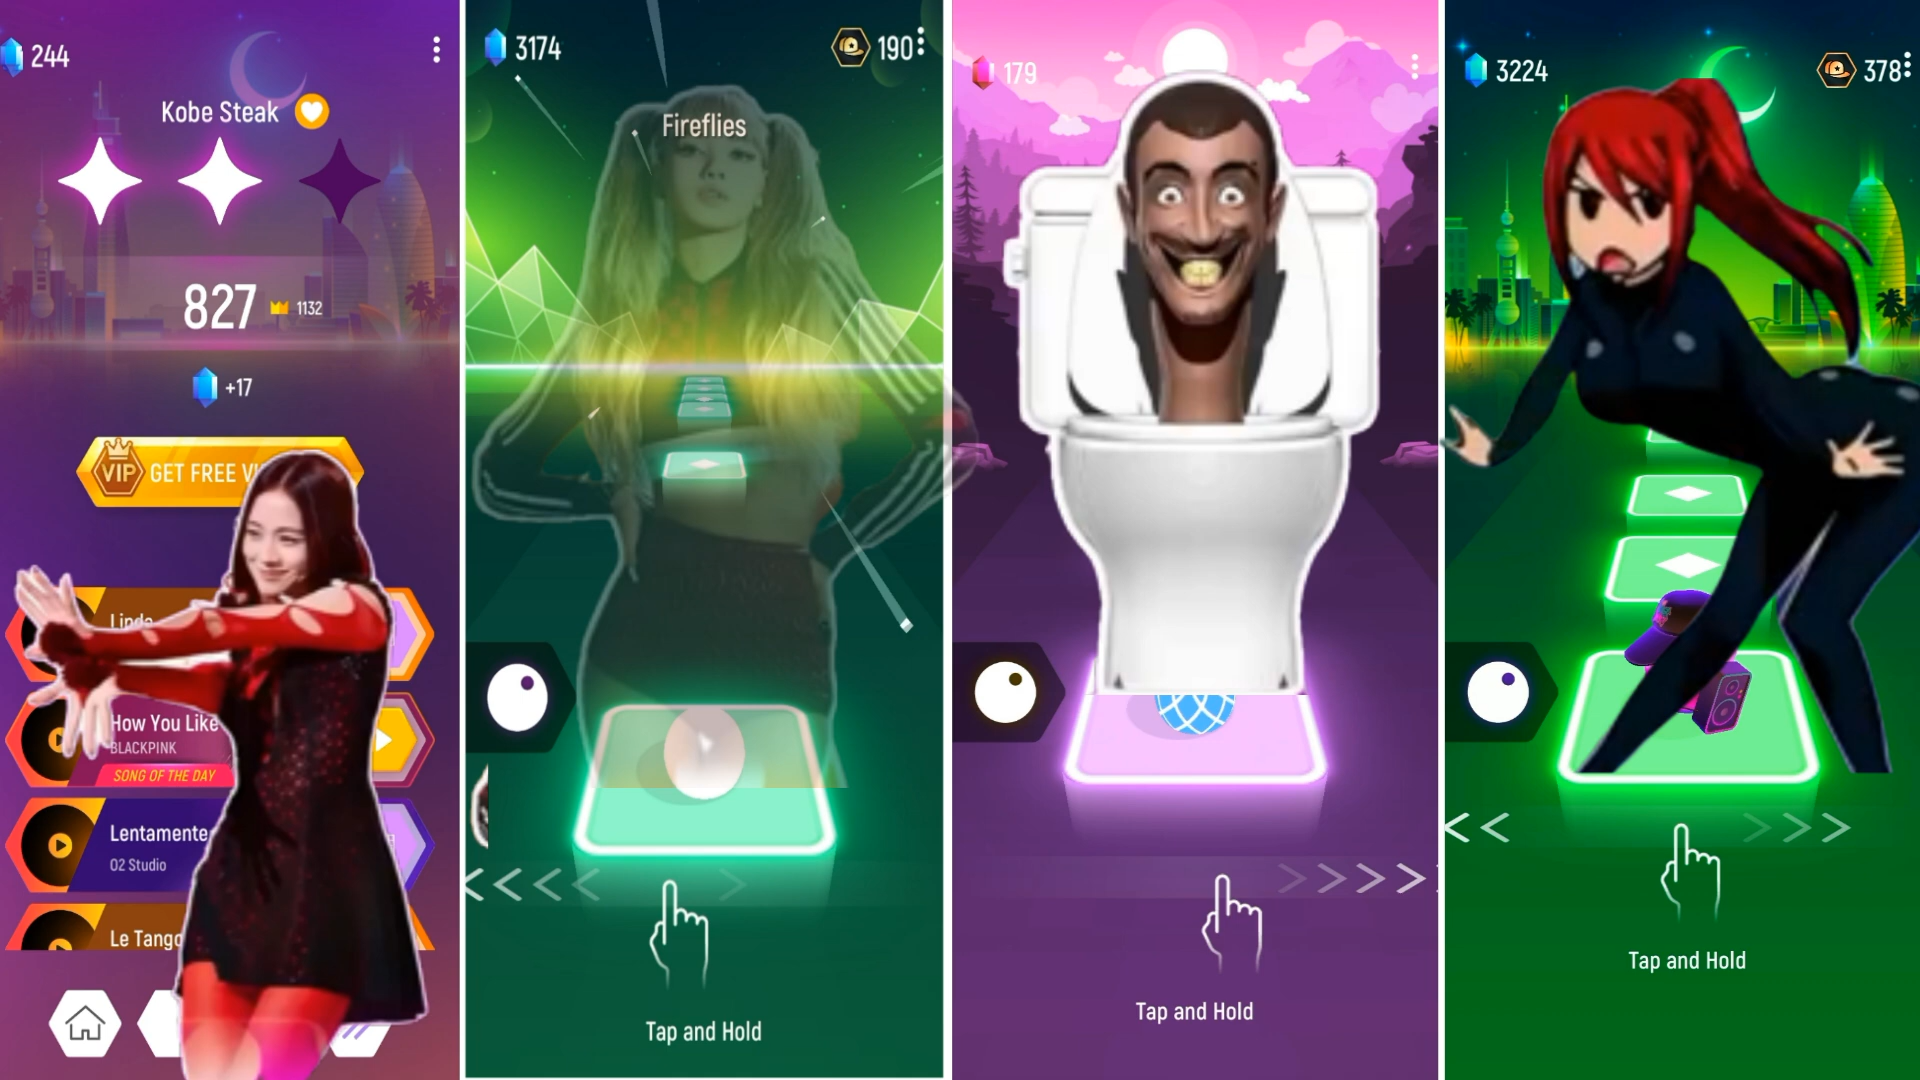 244
Kobe Steak
827
1132
+17
VIP
GET FREE
How You Like
BLACKPINK
SONG OF THE DAY
Lentamente
O2 Studio
Le Tango
3174
190
Fireflies
Tap and Hold
179
Tap and Hold
3224
378
Tap and Hold